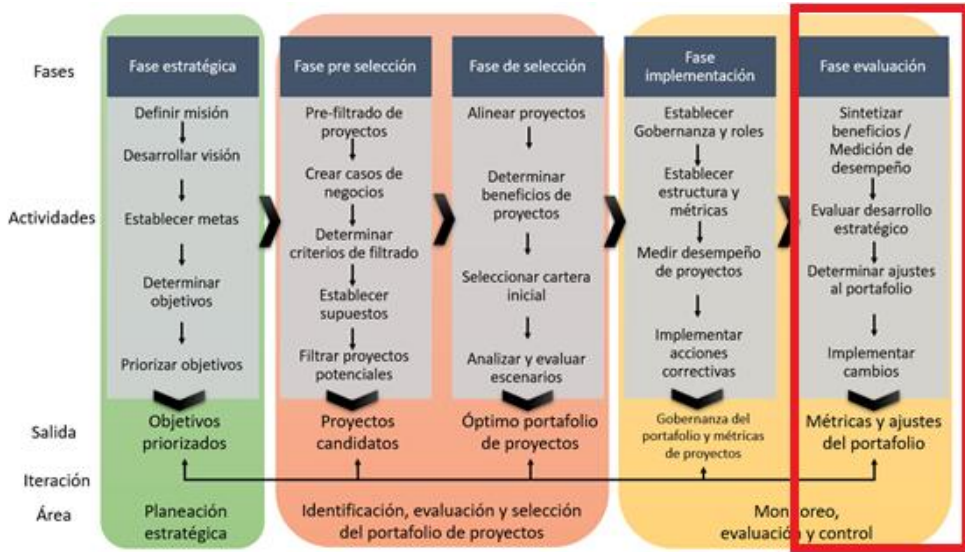 Fases
Fase estratégica
Fase pre selección
Fase de selección
Fase
implementación
Fase evaluación
Actividades
Definir misión
Desarrollar visión
Establecer metas
Determinar
objetivos
Priorizar objetivos
Pre-filtrado de
proyectos
Crear casos de
negocios
Determinar
criterios de filtrado
Establecer
supuestos
Filtrar proyectos
potenciales
Alinear proyectos
Determinar
beneficios de
proyectos
Seleccionar cartera
inicial
Analizar y evaluar
escenarios
Establecer
Gobernanza y roles
Establecer
estructura y
métricas
Medir desempeño
de proyectos
Implementar
acciones
correctivas
Sintetizar
beneficios /
Medición de
desempeño
Evaluar desarrollo
estratégico
Determinar ajustes
al portafolio
Implementar
cambios
Salida
Objetivos
priorizados
Proyectos
candidatos
Óptimo portafolio
de proyectos
Gobernanza del
portafolio y métricas
de proyectos
Métricas y ajustes
del portafolio
Iteración
Área
Planeación
estratégica
Identificación, evaluación y selección
del portafolio de proyectos
Monitoreo,
evaluación y control